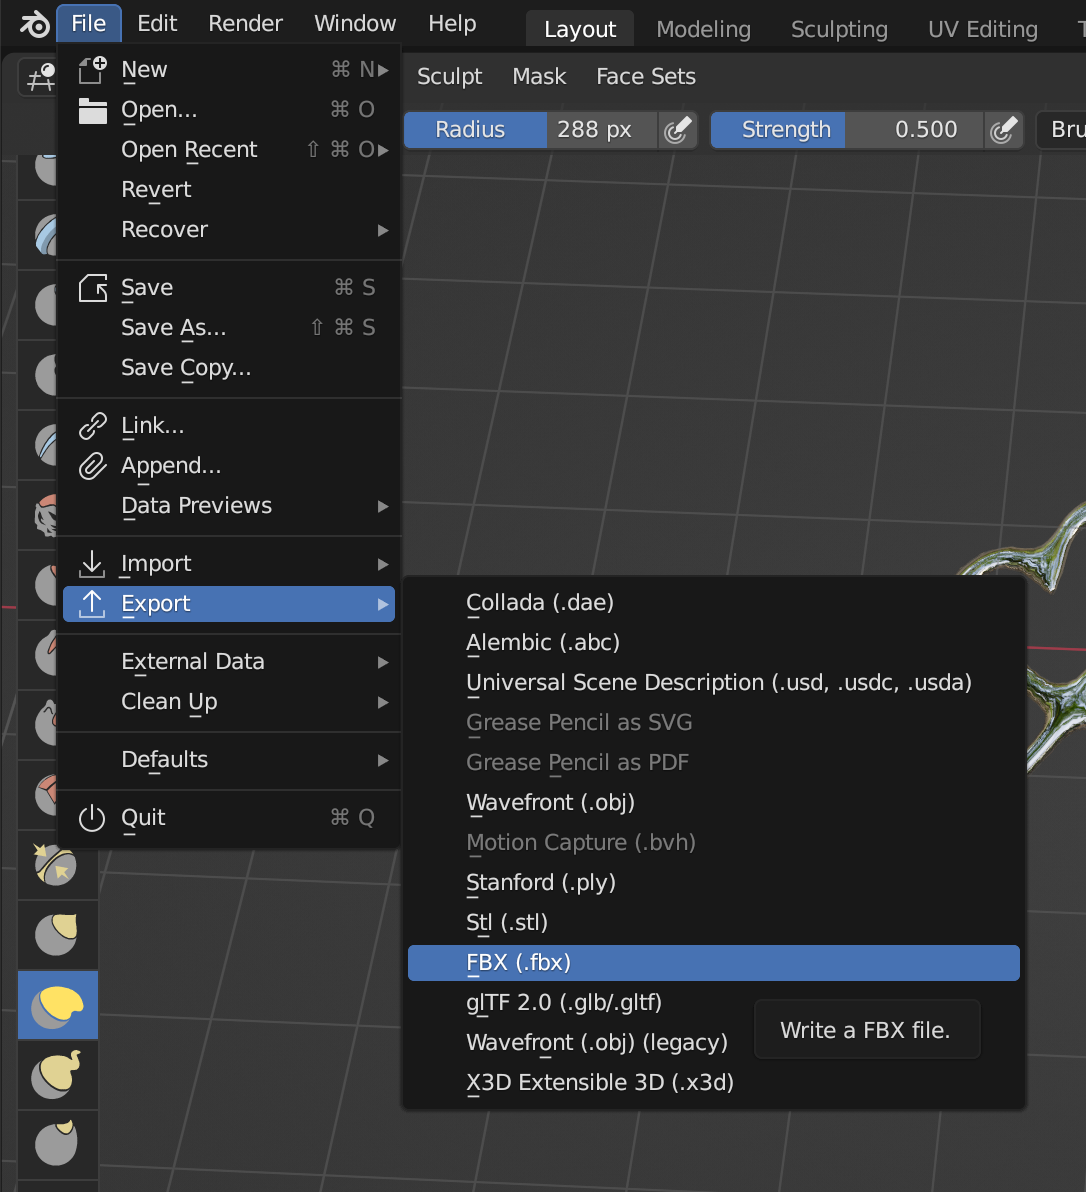 File Edit Render Window Help Layout Modeling Sculpting UV Editing
Sculpt Mask Face Sets
Radius 288 px Strength 0.500 Bru
New ⌘ N▶
Open... ⌘ O
Open Recent ⇧ ⌘ O▶
Revert
Recover ▶
Save ⌘ S
Save As... ⇧ ⌘ S
Save Copy...
Link...
Append...
Data Previews ▶
Import ▶
Export ▶
External Data ▶
Clean Up ▶
Defaults ▶
Quit ⌘ Q
Collada (.dae)
Alembic (.abc)
Universal Scene Description (.usd, .usdc, .usda)
Grease Pencil as SVG
Grease Pencil as PDF
Wavefront (.obj)
Motion Capture (.bvh)
Stanford (.ply)
Stl (.stl)
FBX (.fbx)
glTF 2.0 (.glb/.gltf)
Write a FBX file.
Wavefront (.obj) (legacy)
X3D Extensible 3D (.x3d)